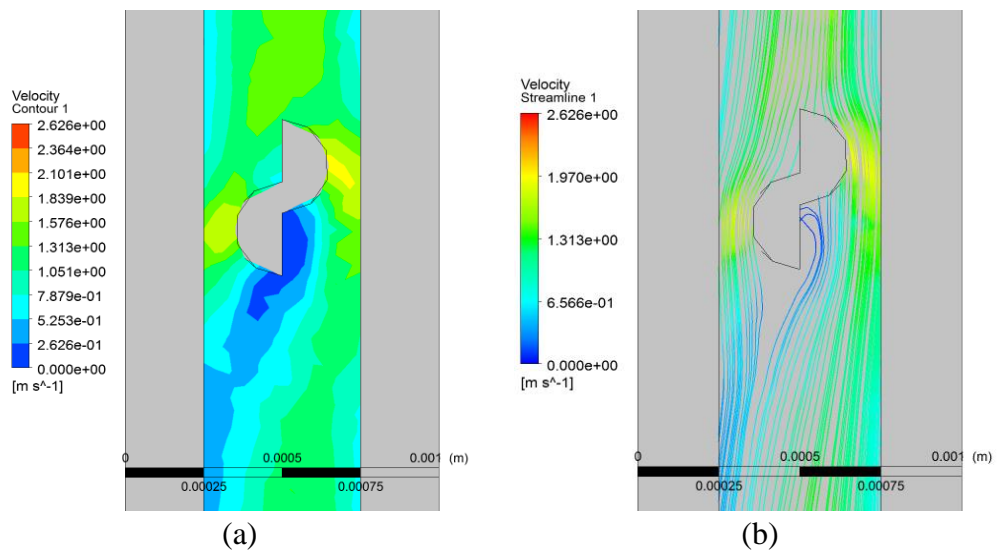 Velocity
Contour 1
2.626e+00
2.364e+00
2.101e+00
1.839e+00
1.576e+00
1.313e+00
1.051e+00
7.879e-01
5.253e-01
2.626e-01
0.000e+00
[m s^-1]
0 0.0005 0.001 (m)
0.00025 0.00075
(a)
Velocity
Streamline 1
2.626e+00
1.970e+00
1.313e+00
6.566e-01
0.000e+00
[m s^-1]
0 0.0005 0.001 (m)
0.00025 0.00075
(b)